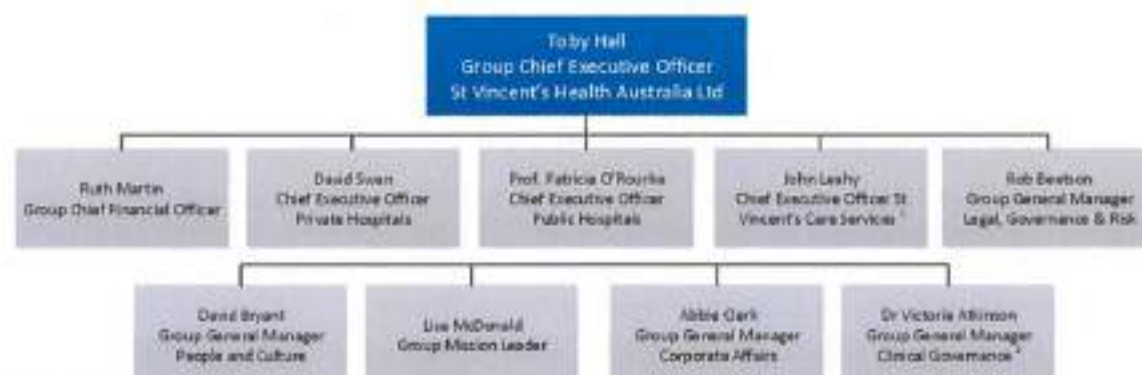 Toby Hall
Group Chief Executive Officer
St Vincent's Health Australia Ltd
Ruth Martin
Group Chief Financial Officer
David Swan
Chief Executive Officer
Private Hospitals
Prof. Patricia O'Rourke
Chief Executive Officer
Public Hospitals
John Leahy
Chief Executive Officer St
Vincent's Care Services
Rob Beetson
Group General Manager
Legal, Governance & Risk
David Bryant
Group General Manager
People and Culture
Lisa McDonald
Group Mission Leader
Abbie Clark
Group General Manager
Corporate Affairs
Dr Victoria Atkinson
Group General Manager
Clinical Governance